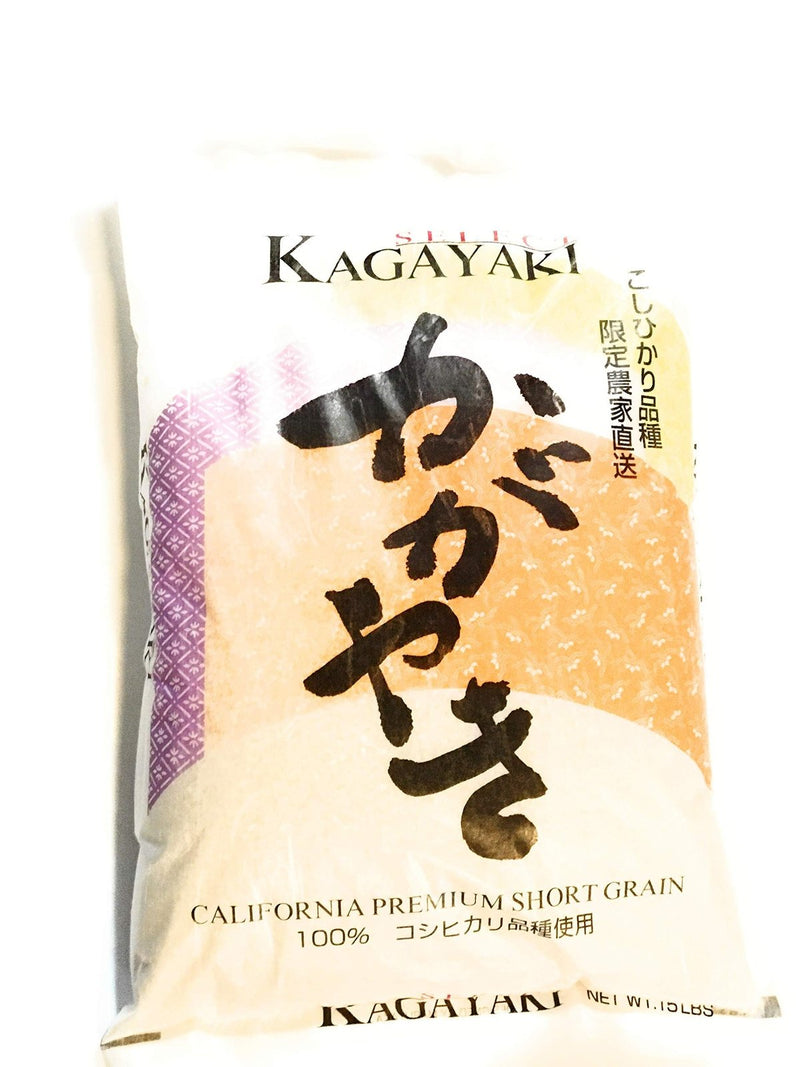 SELECT
KAGAYAKI
こしひかり品種
限定農家直送
かがやき
CALIFORNIA PREMIUM SHORT GRAIN
100% コシヒカリ品種使用
KAGAYAKI NET WT.15LBS